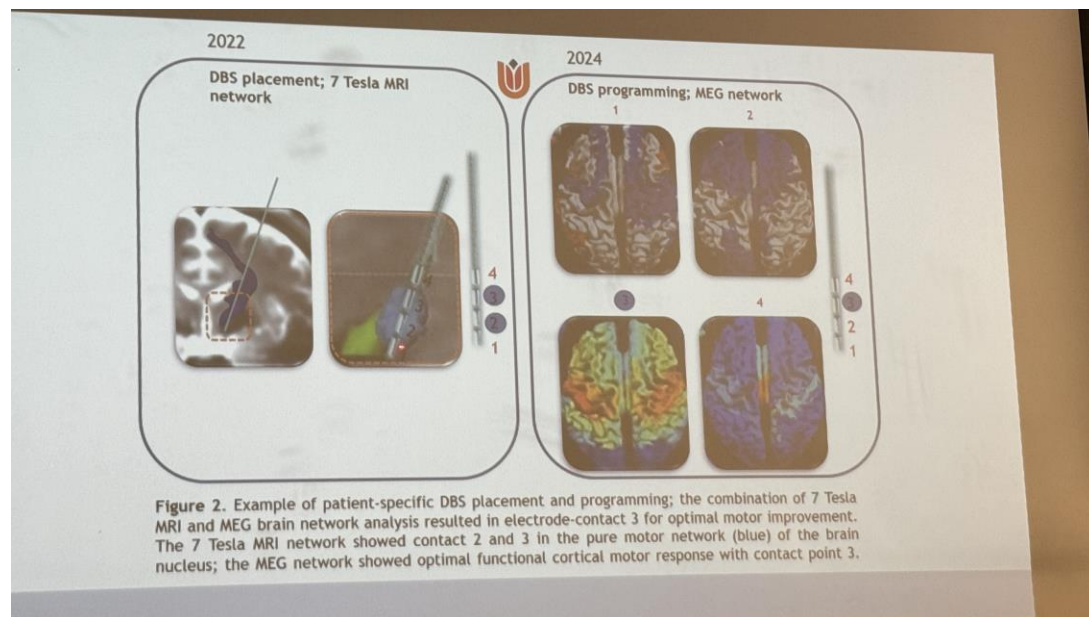 2022
DBS placement; 7 Tesla MRI
network
4
3
2
1
4
3
2
1
2024
DBS programming; MEG network
1
2
3
4
4
3
2
1
Figure 2. Example of patient-specific DBS placement and programming; the combination of 7 Tesla
MRI and MEG brain network analysis resulted in electrode-contact 3 for optimal motor improvement.
The 7 Tesla MRI network showed contact 2 and 3 in the pure motor network (blue) of the brain
nucleus; the MEG network showed optimal functional cortical motor response with contact point 3.